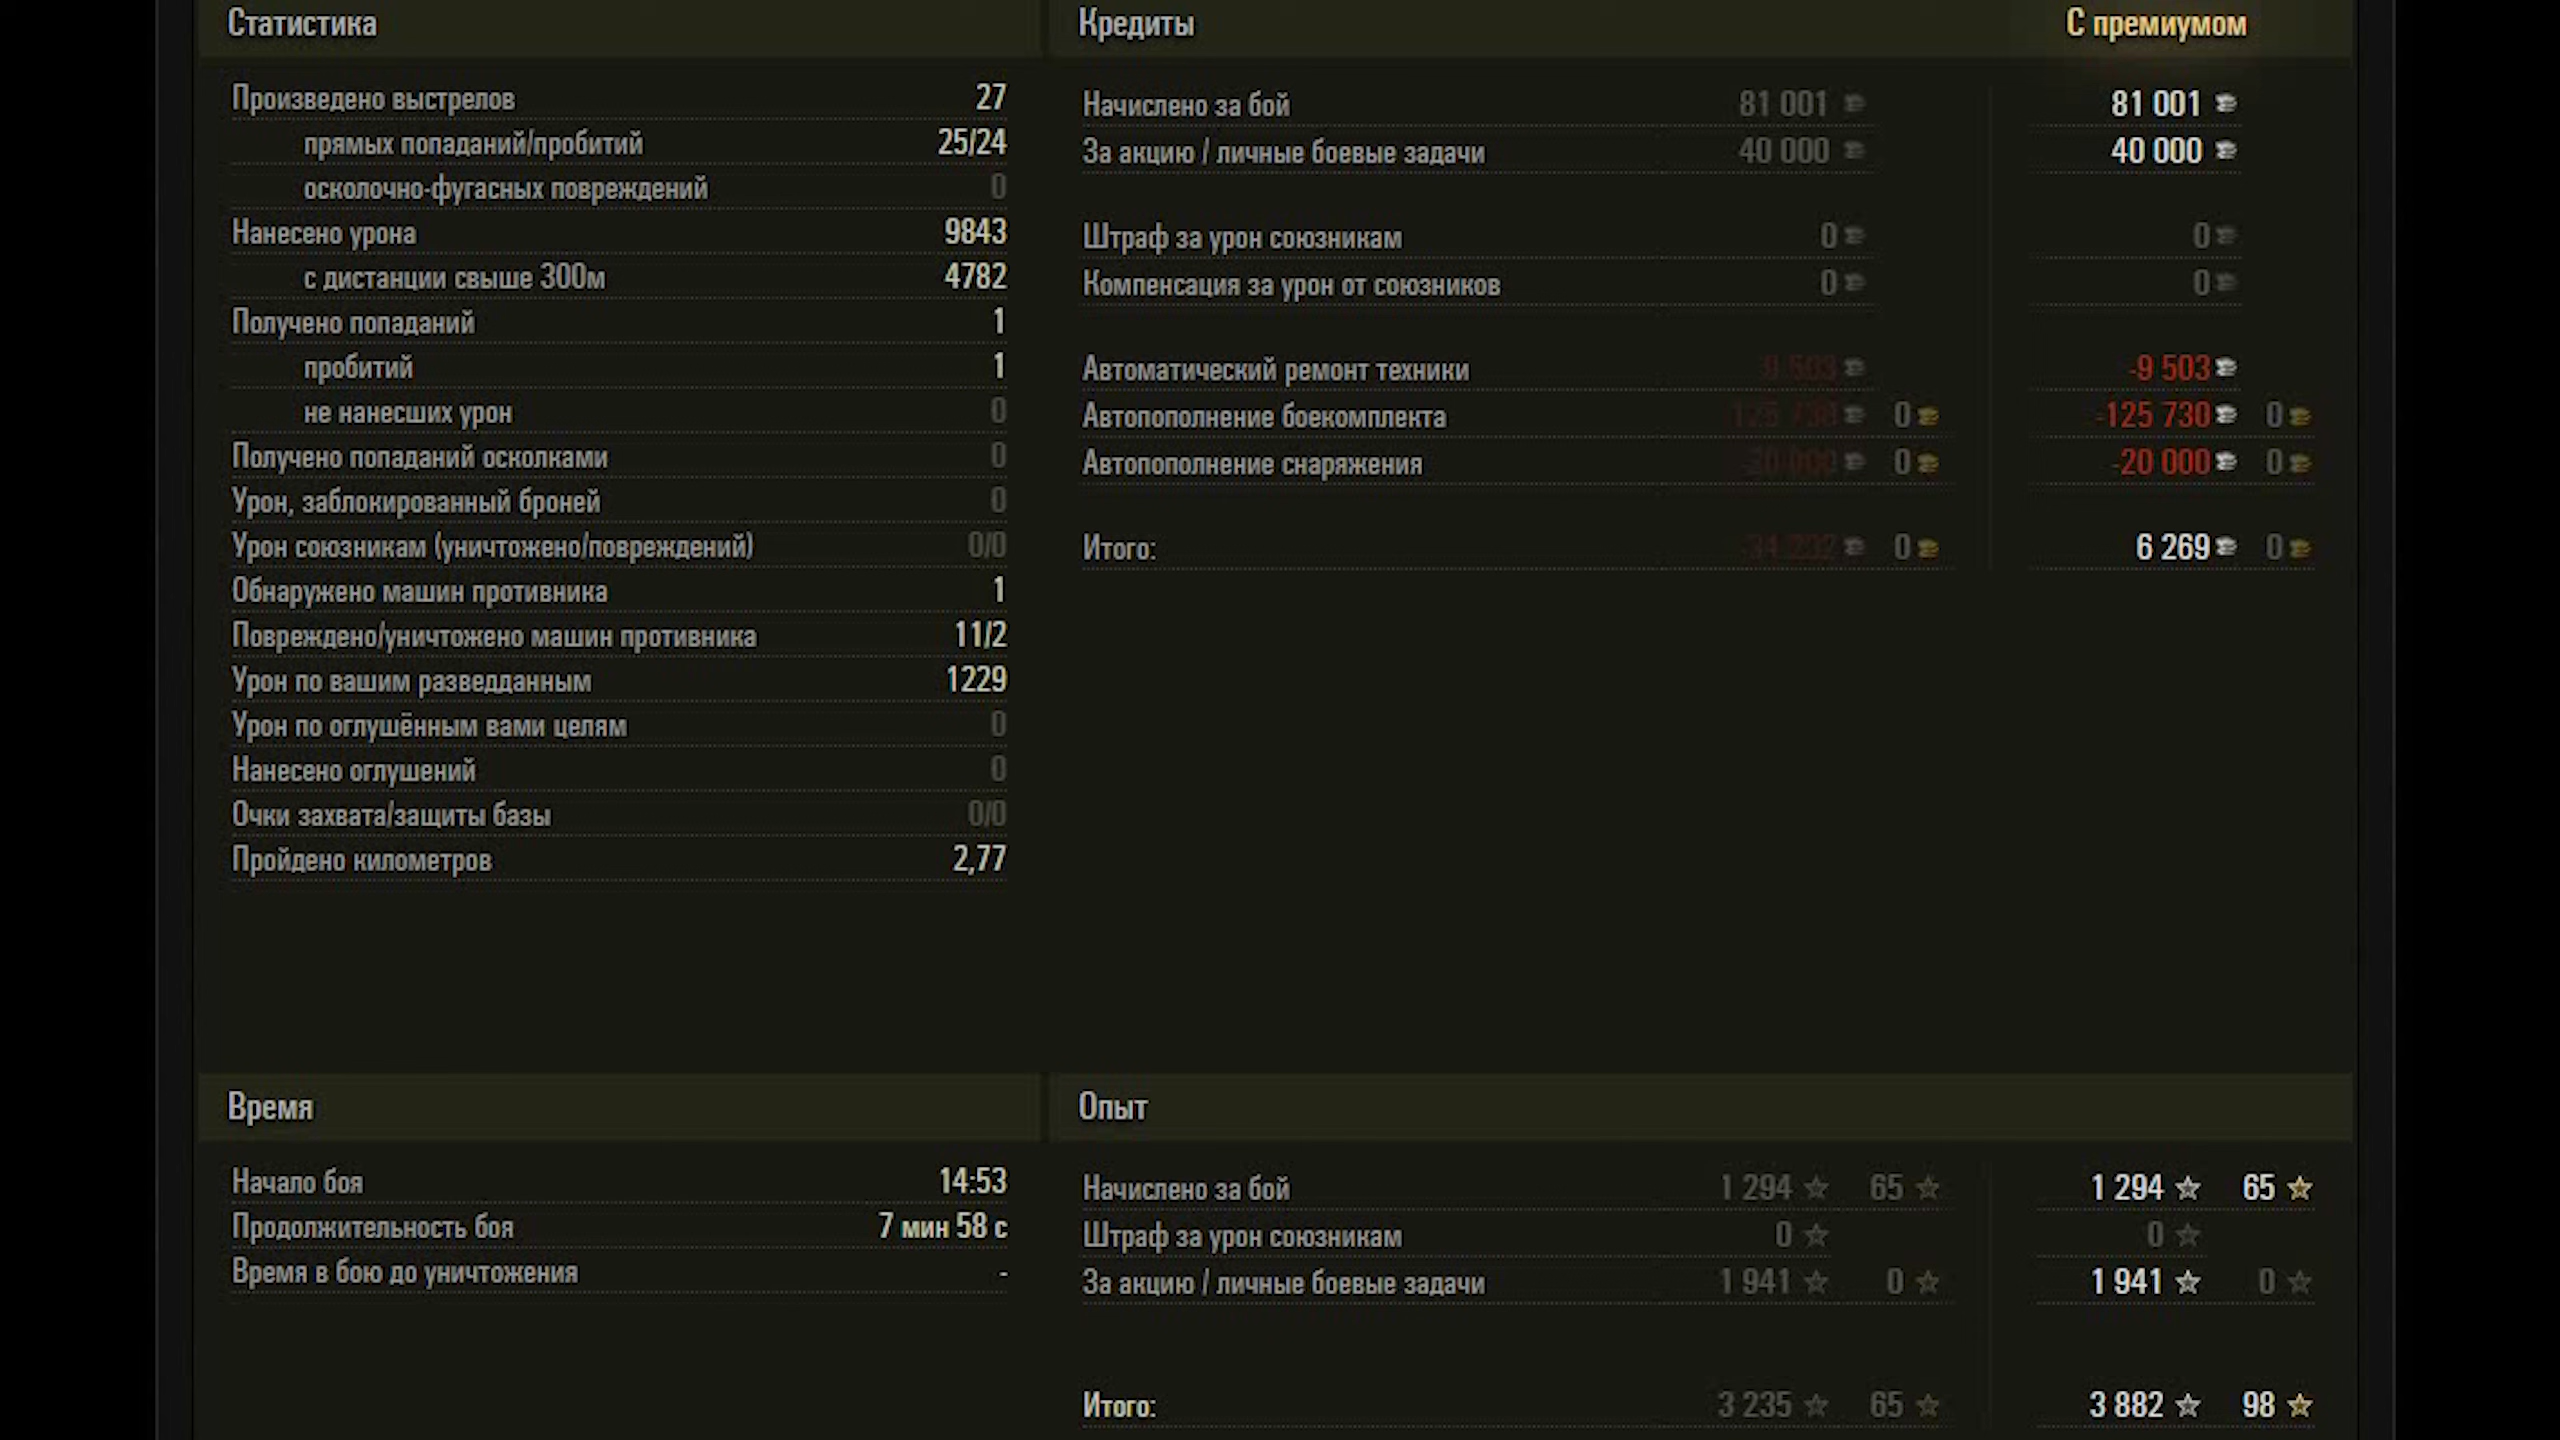 Статистика
Произведено выстрелов 27
прямых попаданий/пробитий 25/24
осколочно-фугасных повреждений 0
Нанесено урона 9843
с дистанции свыше 300м 4782
Получено попаданий 1
пробитий 1
не нанесших урон 0
Получено попаданий осколками 0
Урон, заблокированный броней 0
Урон союзникам (уничтожено/повреждений) 0/0
Обнаружено машин противника 1
Повреждено/уничтожено машин противника 11/2
Урон по вашим разведданным 1229
Урон по оглушённым вами целям 0
Нанесено оглушений 0
Очки захвата/защиты базы 0/0
Пройдено километров 2,77
Кредиты С премиумом
Начислено за бой 81 001 81 001
За акцию / личные боевые задачи 40 000 40 000
Штраф за урон союзникам 0 0
Компенсация за урон от союзников 0 0
Автоматический ремонт техники -9 503 -9 503
Автопополнение боекомплекта -125 730 0 -125 730 0
Автопополнение снаряжения -20 000 0 -20 000 0
Итого: -34 232 0 6 269 0
Время
Начало боя 14:53
Продолжительность боя 7 мин 58 с
Время в бою до уничтожения -
Опыт
Начислено за бой 1 294 65 1 294 65
Штраф за урон союзникам 0 0
За акцию / личные боевые задачи 1 941 0 1 941 0
Итого: 3 235 65 3 882 98